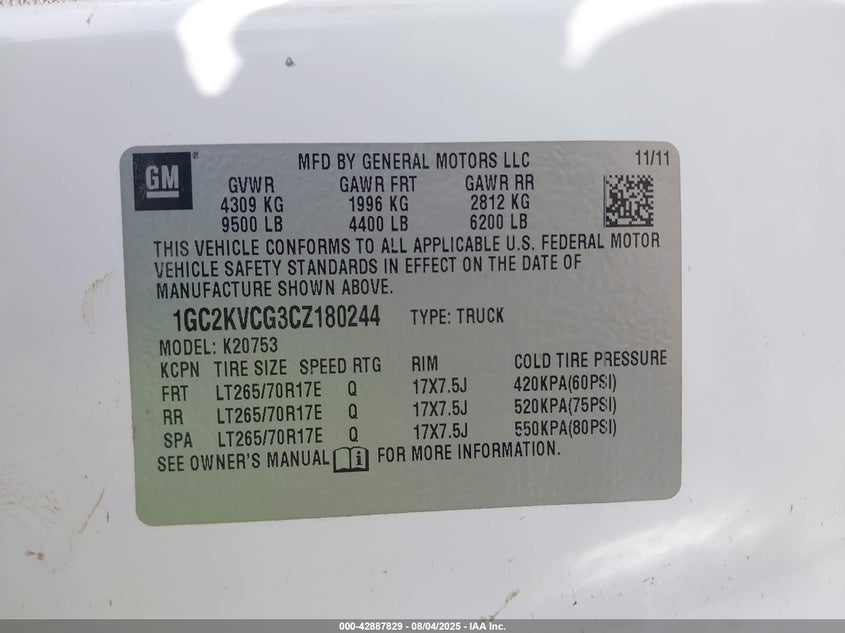 GM ® MFD BY GENERAL MOTORS LLC 11/11
GVWR GAWR FRT GAWR RR
4309 KG 1996 KG 2812 KG
9500 LB 4400 LB 6200 LB
THIS VEHICLE CONFORMS TO ALL APPLICABLE U.S. FEDERAL MOTOR
VEHICLE SAFETY STANDARDS IN EFFECT ON THE DATE OF
MANUFACTURE SHOWN ABOVE.
1GC2KVCG3CZ180244 TYPE: TRUCK
MODEL: K20753
KCPN TIRE SIZE SPEED RTG RIM COLD TIRE PRESSURE
FRT LT265/70R17E Q 17X7.5J 420KPA(60PSI)
RR LT265/70R17E Q 17X7.5J 520KPA(75PSI)
SPA LT265/70R17E Q 17X7.5J 550KPA(80PSI)
SEE OWNER'S MANUAL i FOR MORE INFORMATION.
000-42887829 - 08/04/2025 - IAA Inc.